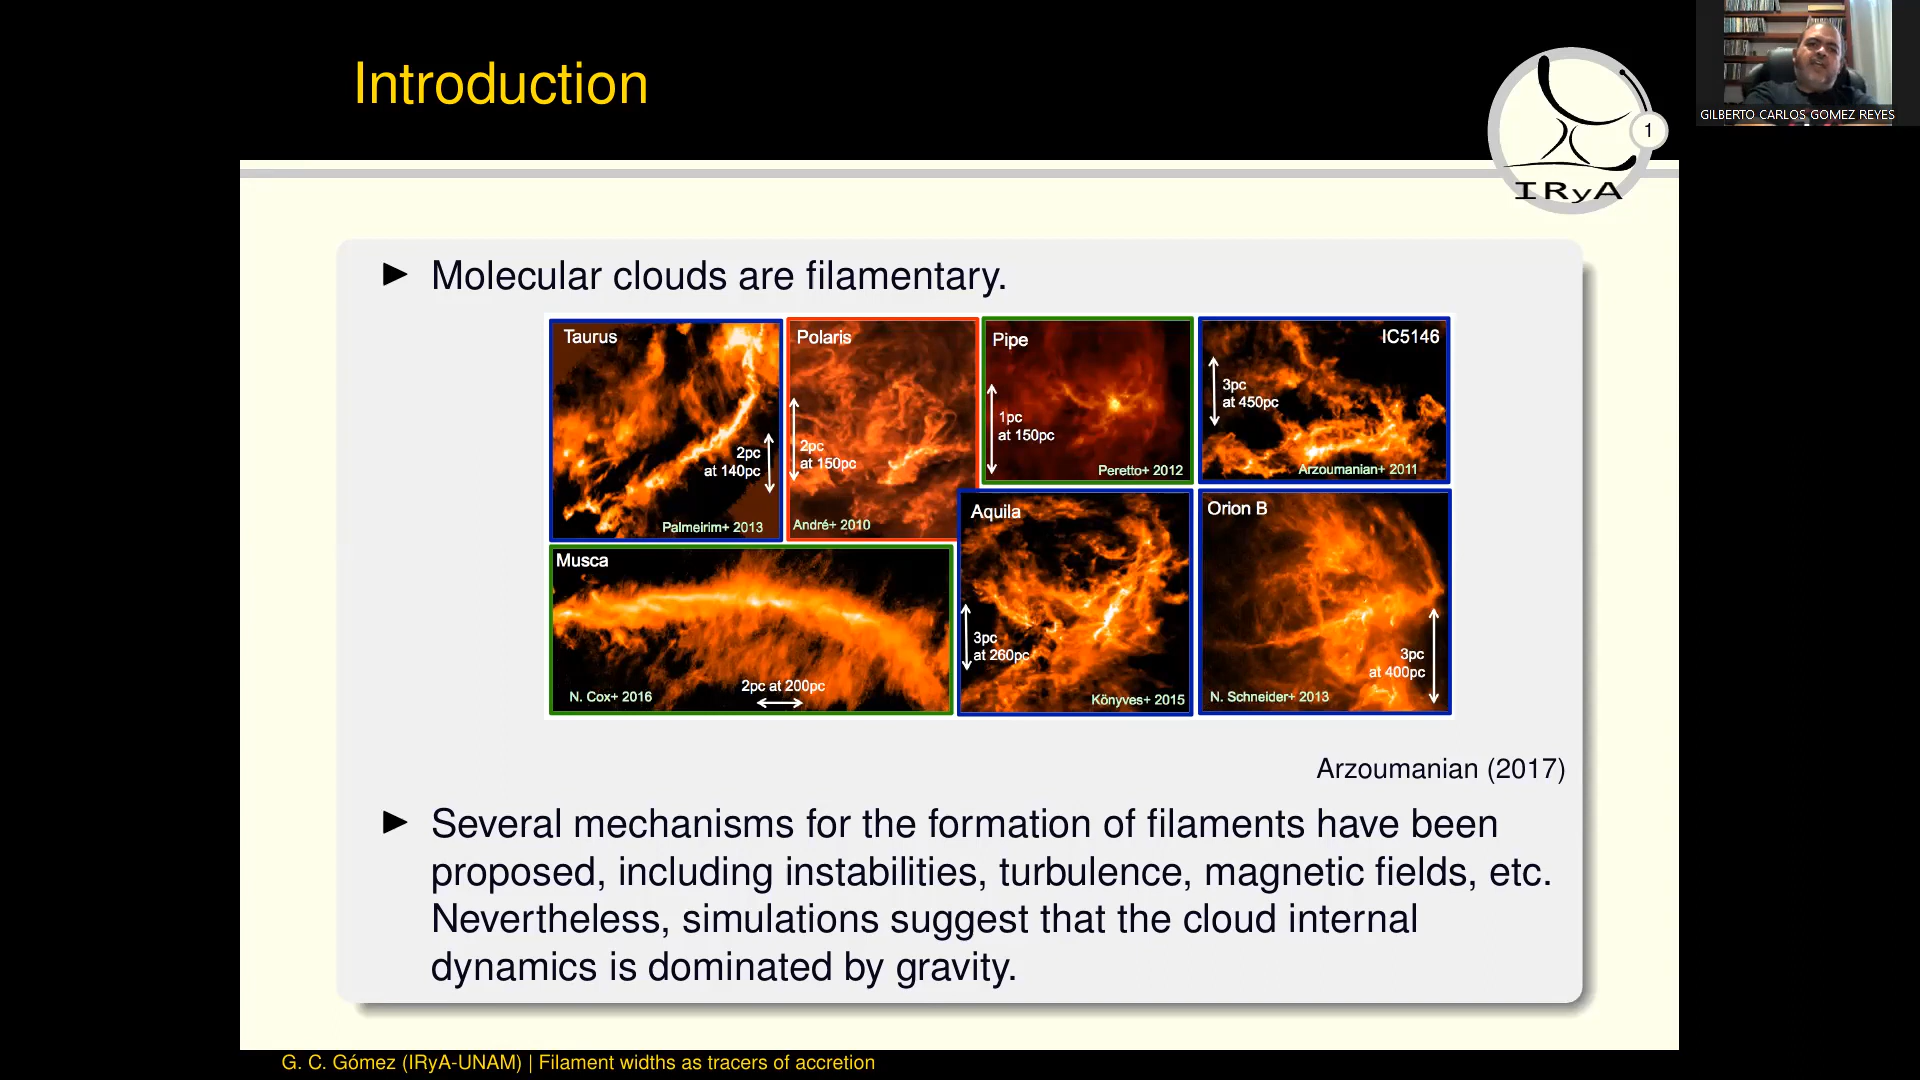 Introduction
1
IRyA
GILBERTO CARLOS GOMEZ REYES
Molecular clouds are filamentary.
Taurus
2pc
at 140pc
Palmeirim+ 2013
Polaris
2pc
at 150pc
André+ 2010
Pipe
1pc
at 150pc
Peretto+ 2012
IC5146
3pc
at 450pc
Arzoumanian+ 2011
Musca
2pc at 200pc
N. Cox+ 2016
Aquila
3pc
at 260pc
Könyves+ 2015
Orion B
3pc
at 400pc
N. Schneider+ 2013
Arzoumanian (2017)
Several mechanisms for the formation of filaments have been
proposed, including instabilities, turbulence, magnetic fields, etc.
Nevertheless, simulations suggest that the cloud internal
dynamics is dominated by gravity.
G. C. Gómez (IRyA-UNAM) | Filament widths as tracers of accretion